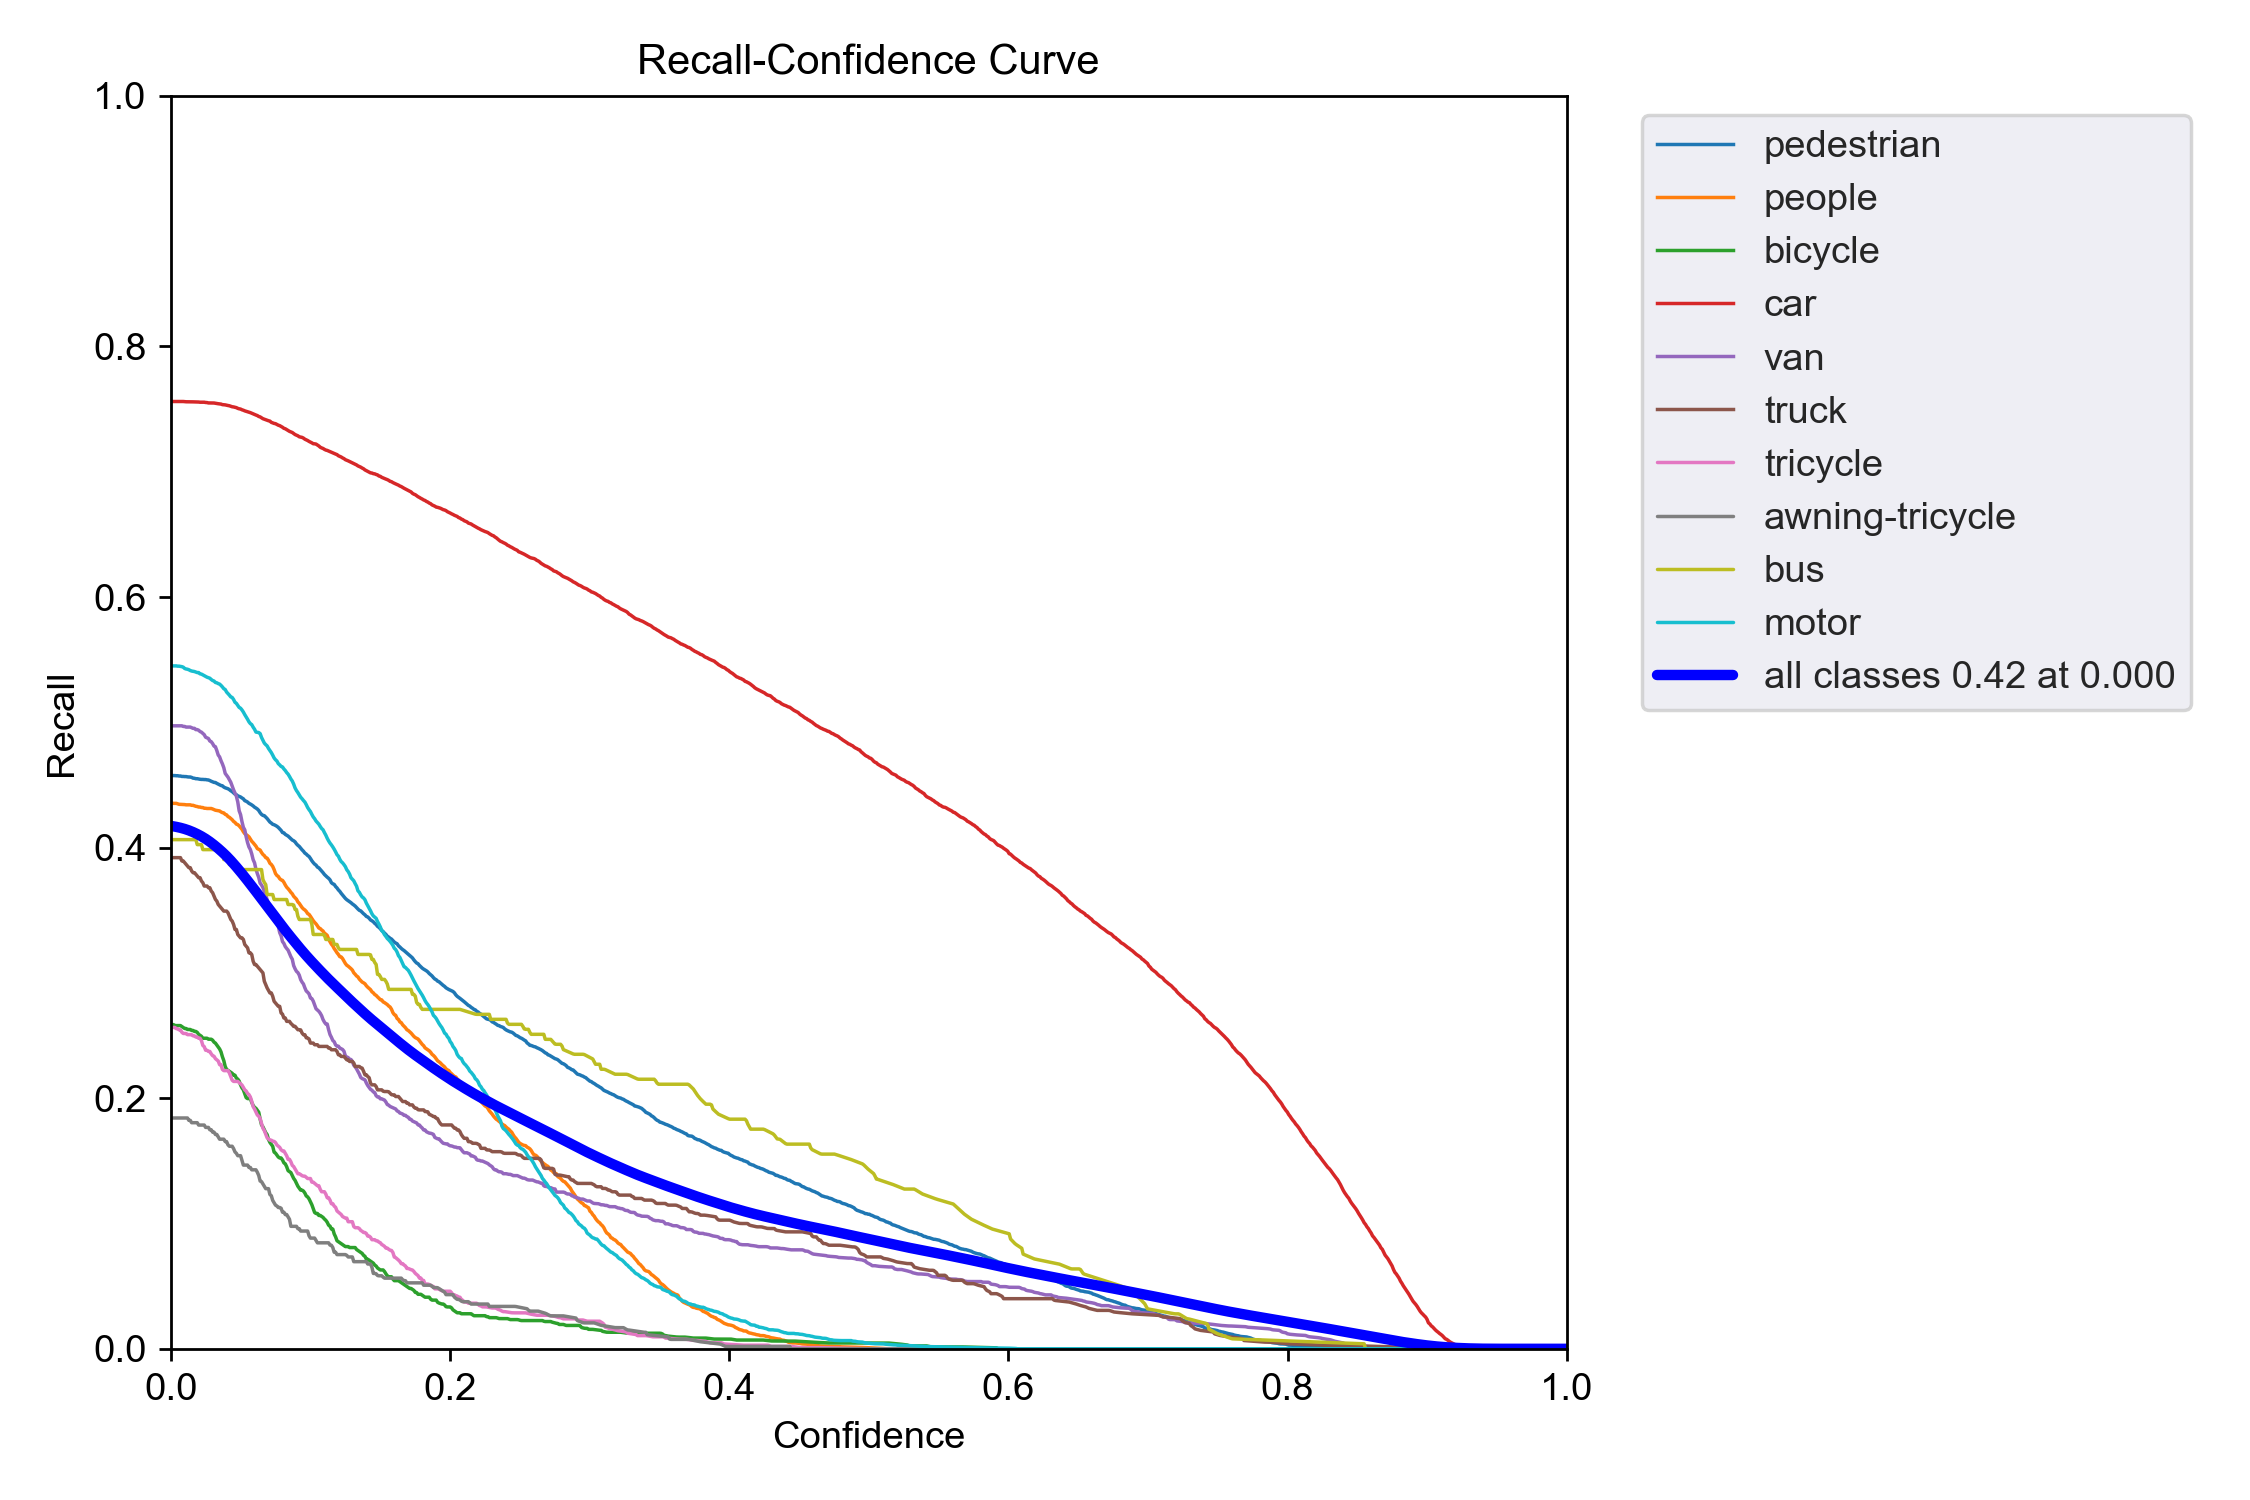 Recall-Confidence Curve
1.0
0.8
0.6
0.4
0.2
0.0
Recall
0.0 0.2 0.4 0.6 0.8 1.0
Confidence
pedestrian
people
bicycle
car
van
truck
tricycle
awning-tricycle
bus
motor
all classes 0.42 at 0.000